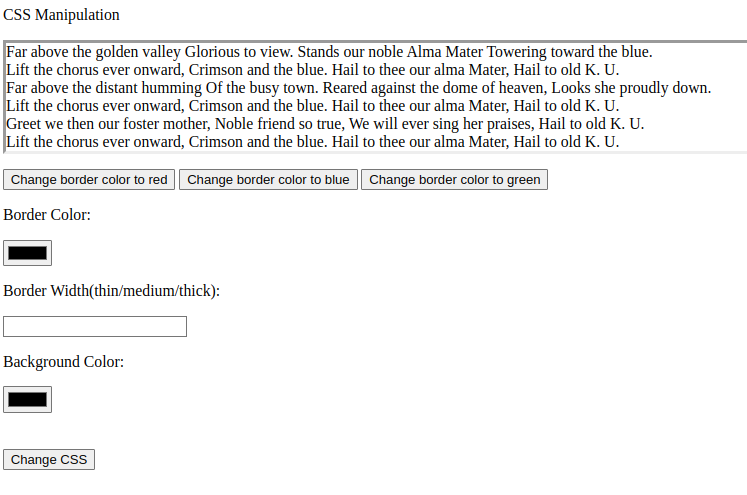 CSS Manipulation
Far above the golden valley Glorious to view. Stands our noble Alma Mater Towering toward the blue.
Lift the chorus ever onward, Crimson and the blue. Hail to thee our alma Mater, Hail to old K. U.
Far above the distant humming Of the busy town. Reared against the dome of heaven, Looks she proudly down.
Lift the chorus ever onward, Crimson and the blue. Hail to thee our alma Mater, Hail to old K. U.
Greet we then our foster mother, Noble friend so true, We will ever sing her praises, Hail to old K. U.
Lift the chorus ever onward, Crimson and the blue. Hail to thee our alma Mater, Hail to old K. U.
Change border color to red Change border color to blue Change border color to green
Border Color:
Border Width(thin/medium/thick):
Background Color:
Change CSS